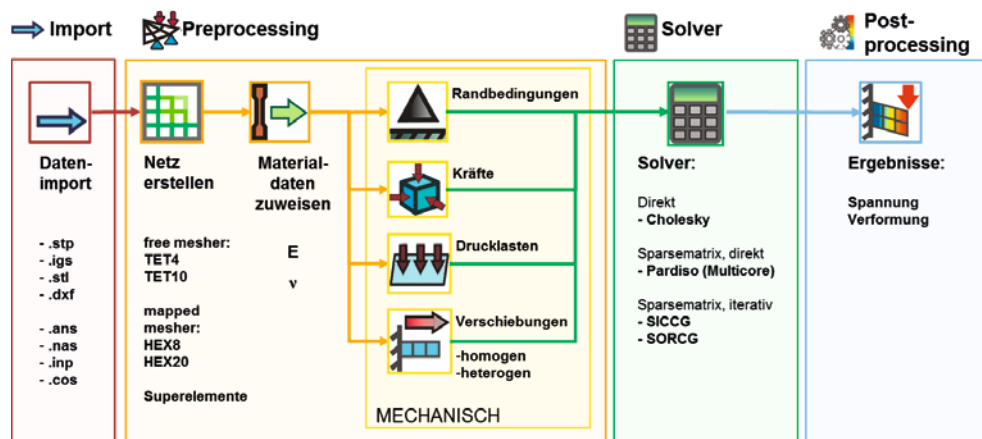 Import
Preprocessing
Solver
Post-
processing
Daten-
import
- .stp
- .igs
- .stl
- .dxf
- .ans
- .nas
- .inp
- .cos
Netz
erstellen
free mesher:
TET4
TET10
mapped
mesher:
HEX8
HEX20
Superelemente
Material-
daten
zuweisen
E
ν
Randbedingungen
Kräfte
Drucklasten
Verschiebungen
-homogen
-heterogen
MECHANISCH
Solver:
Direkt
- Cholesky
Sparsematrix, direkt
- Pardiso (Multicore)
Sparsematrix, iterativ
- SICCG
- SORCG
Ergebnisse:
Spannung
Verformung